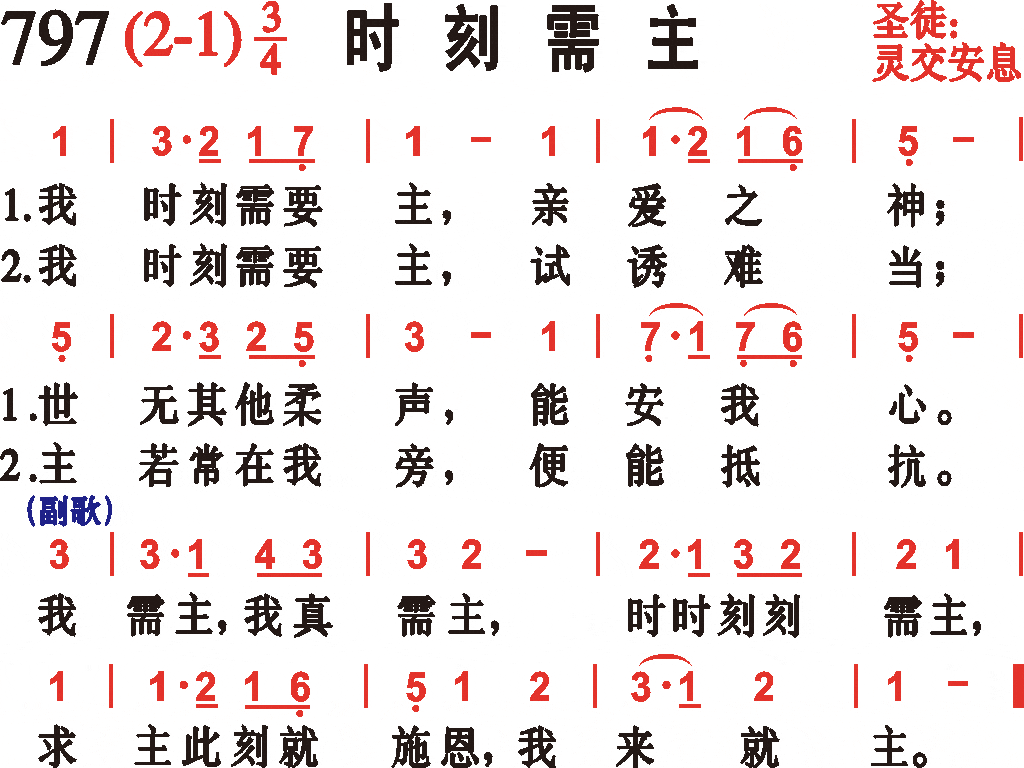 797 (2-1) 3/4 时刻需主 圣徒:
灵交安息
1 | 3·2 1 7̣ | 1 - 1 | 1·2 1 6̣ | 5̣ - |
1.我 时刻需要 主，亲 爱 之 神；
2.我 时刻需要 主，试 诱 难 当；
5̣ | 2·3 2 5̣ | 3 - 1 | 7̣·1 7̣ 6̣ | 5̣ - |
1.世 无其他柔 声，能 安 我 心。
2.主 若常在我 旁，便 能 抵 抗。
(副歌)
3 | 3·1 4 3 | 3 2 - | 2·1 3 2 | 2 1 |
我 需主，我真 需主，时时刻刻 需主，
1 | 1·2 1 6̣ | 5̣ 1 2 | 3·1 2 | 1 - ‖
求 主此刻就 施恩，我 来 就 主。